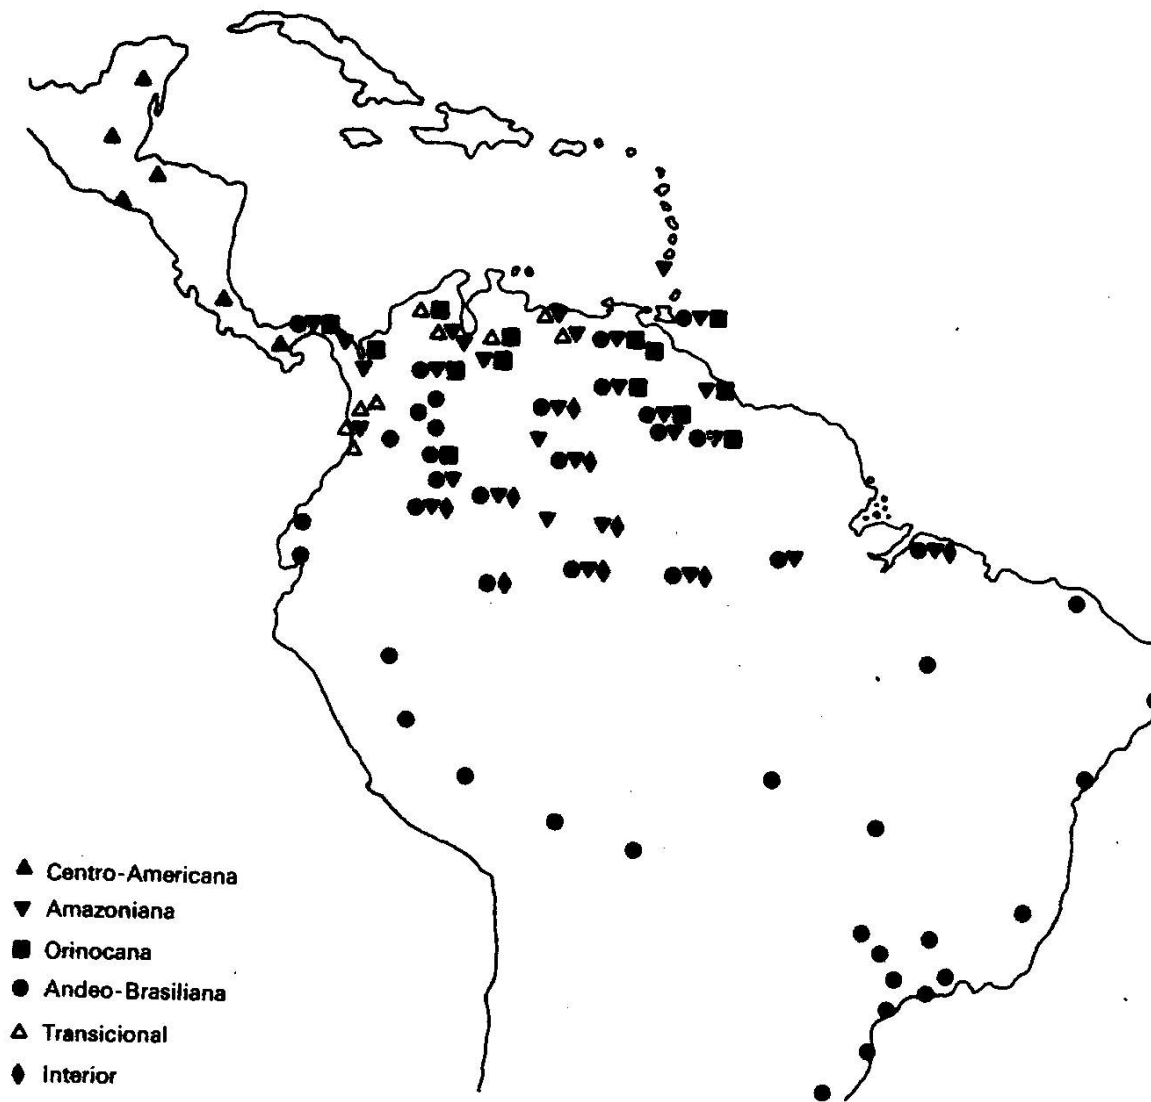 Centro-Americana
Amazoniana
Orinocana
Andeo-Brasiliana
Transicional
Interior